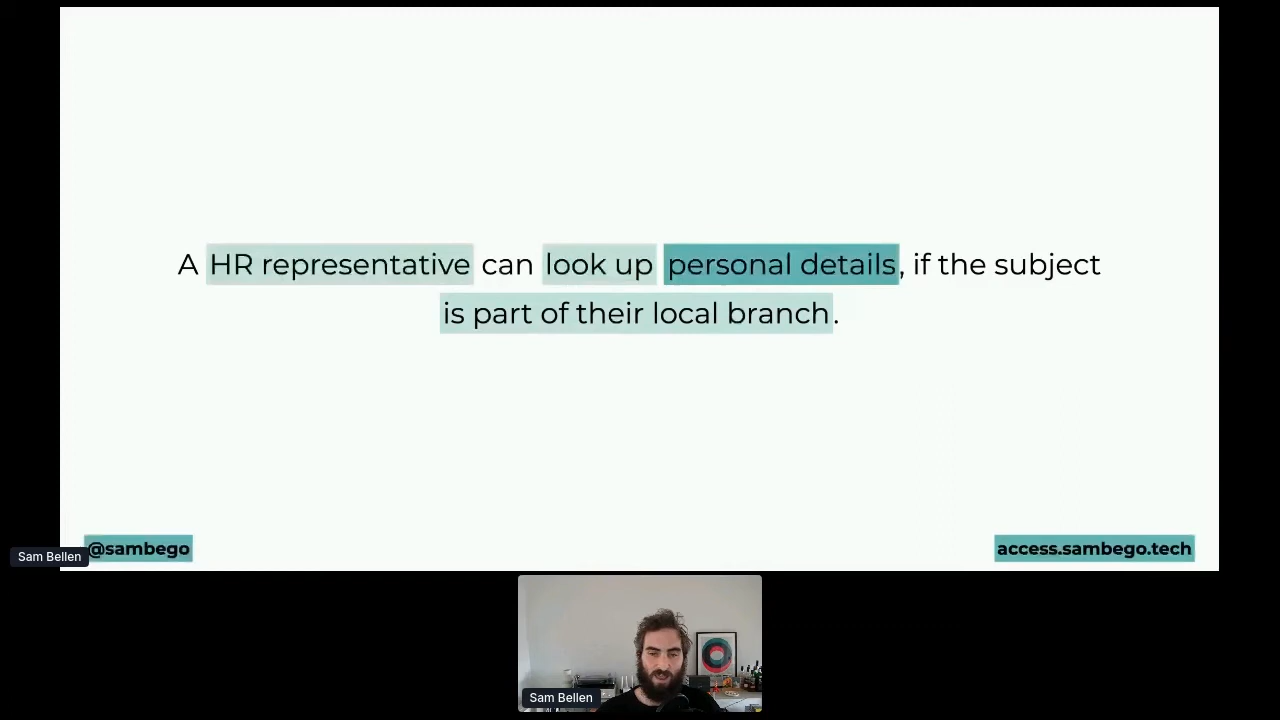 A HR representative can look up personal details, if the subject
is part of their local branch.
@sambego
access.sambego.tech
Sam Bellen
Sam Bellen